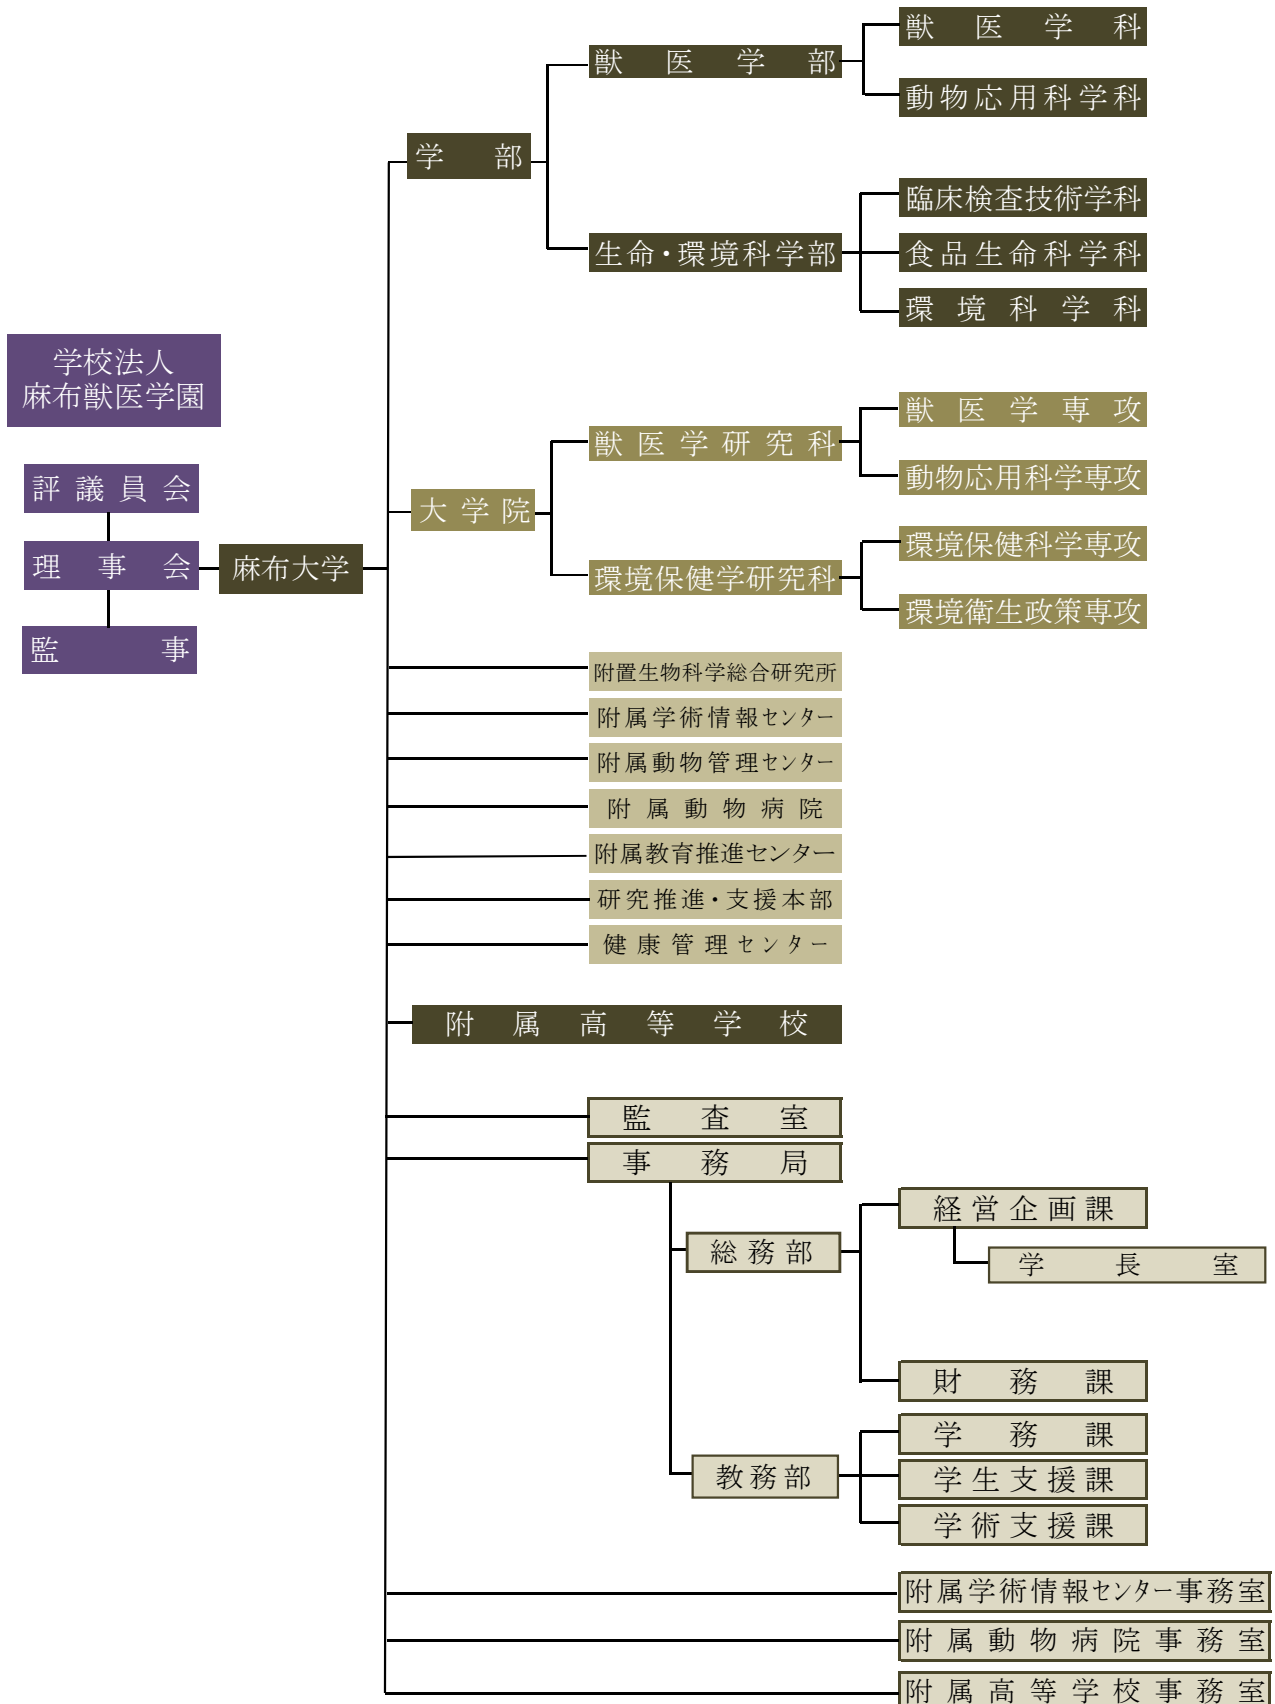 獣医学科
獣医学部
動物応用科学科
学部
臨床検査技術学科
生命・環境科学部
食品生命科学科
環境科学科
学校法人
麻布獣医学園
獣医学専攻
獣医学研究科
動物応用科学専攻
評議員会
大学院
環境保健科学専攻
理事会
麻布大学
環境保健学研究科
環境衛生政策専攻
監事
附置生物科学総合研究所
附属学術情報センター
附属動物管理センター
附属動物病院
附属教育推進センター
研究推進・支援本部
健康管理センター
附属高等学校
監査室
事務局
経営企画課
総務部
学長室
財務課
学務課
教務部
学生支援課
学術支援課
附属学術情報センター事務室
附属動物病院事務室
附属高等学校事務室